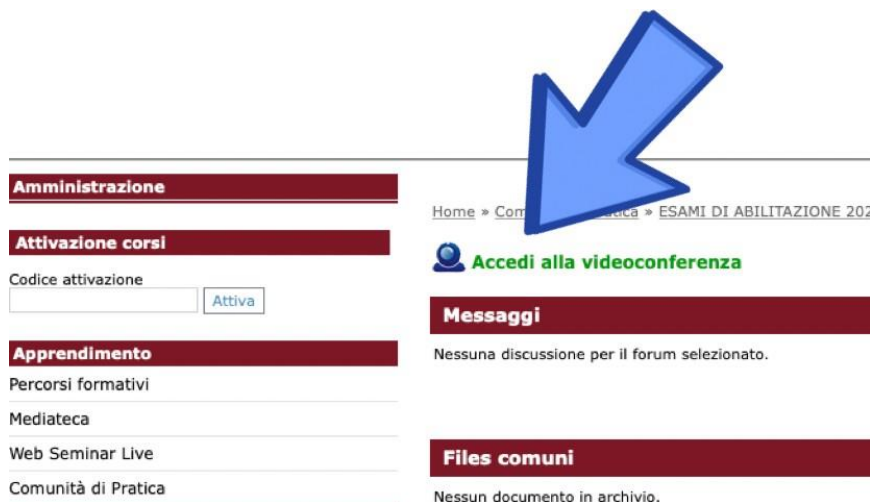 Amministrazione
Attivazione corsi
Codice attivazione
Attiva
Apprendimento
Percorsi formativi
Mediateca
Web Seminar Live
Comunità di Pratica
Home » Com » ESAMI DI ABILITAZIONE 202
Accedi alla videoconferenza
Messaggi
Nessuna discussione per il forum selezionato.
Files comuni
Nessun documento in archivio.